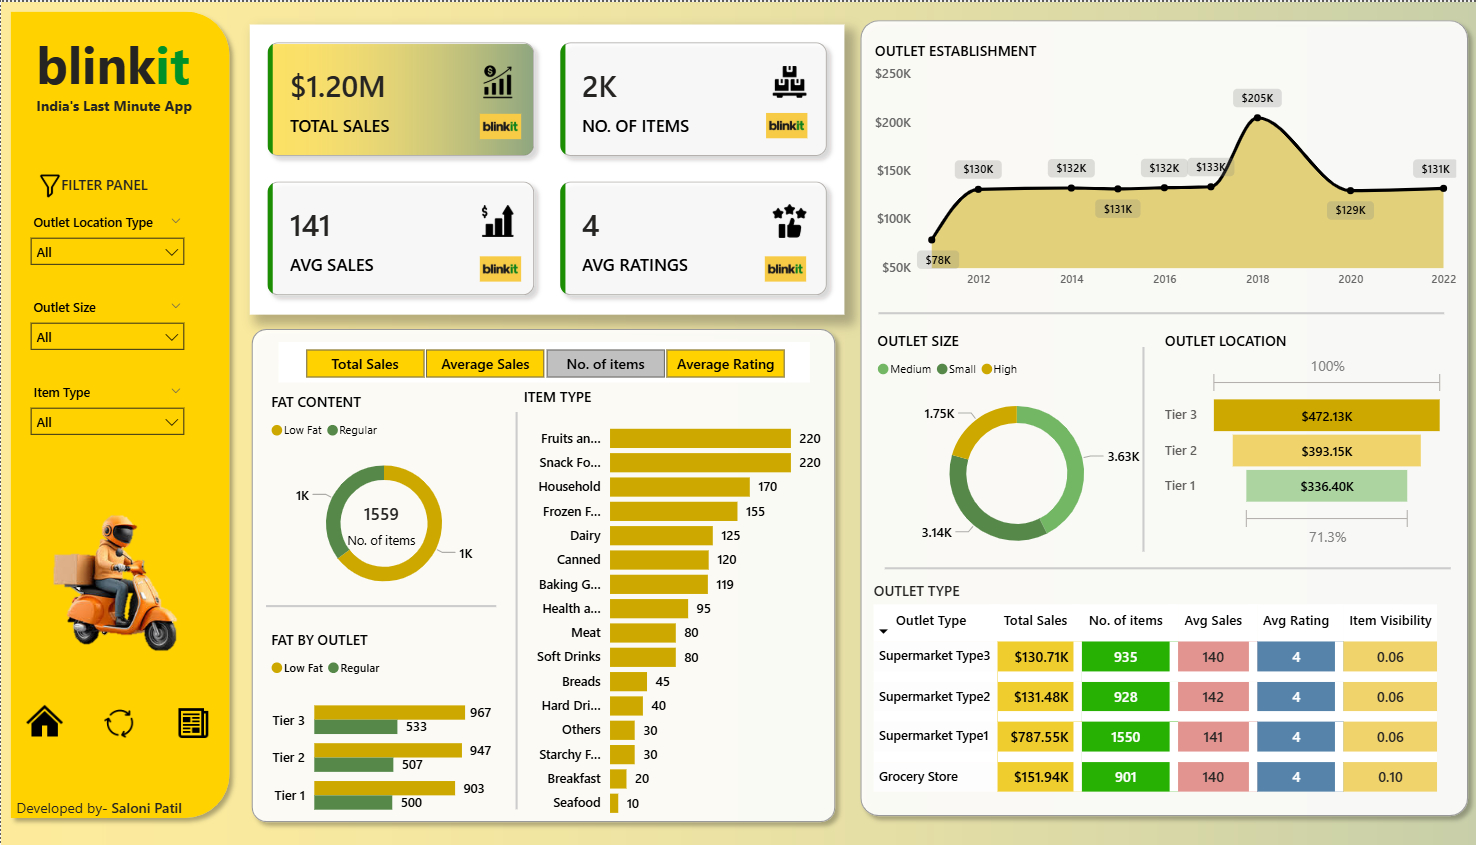 blinkit
India's Last Minute App
FILTER PANEL
Outlet Location Type
All
Outlet Size
All
Item Type
All
Developed by- Saloni Patil
$1.20M
TOTAL SALES
blinkit
2K
NO. OF ITEMS
blinkit
141
$
AVG SALES
blinkit
4
AVG RATINGS
blinkit
Total Sales
Average Sales
No. of items
Average Rating
FAT CONTENT
Low Fat
Regular
1K
1559
No. of items
1K
FAT BY OUTLET
Low Fat
Regular
Tier 3
967
533
Tier 2
947
507
Tier 1
903
500
ITEM TYPE
Fruits an...
220
Snack Fo...
220
Household
170
Frozen F...
155
Dairy
125
Canned
120
Baking G...
119
Health a...
95
Meat
80
Soft Drinks
80
Breads
45
Hard Dri...
40
Others
30
Starchy F...
30
Breakfast
20
Seafood
10
OUTLET ESTABLISHMENT
$250K
$200K
$150K
$100K
$50K
$78K
$130K
$132K
$131K
$132K
$133K
$205K
$129K
$131K
2012
2014
2016
2018
2020
2022
OUTLET SIZE
Medium
Small
High
1.75K
3.63K
3.14K
OUTLET LOCATION
100%
Tier 3
$472.13K
Tier 2
$393.15K
Tier 1
$336.40K
71.3%
OUTLET TYPE
Outlet Type Total Sales No. of items Avg Sales Avg Rating Item Visibility
Supermarket Type3 $130.71K 935 140 4 0.06
Supermarket Type2 $131.48K 928 142 4 0.06
Supermarket Type1 $787.55K 1550 141 4 0.06
Grocery Store $151.94K 901 140 4 0.10